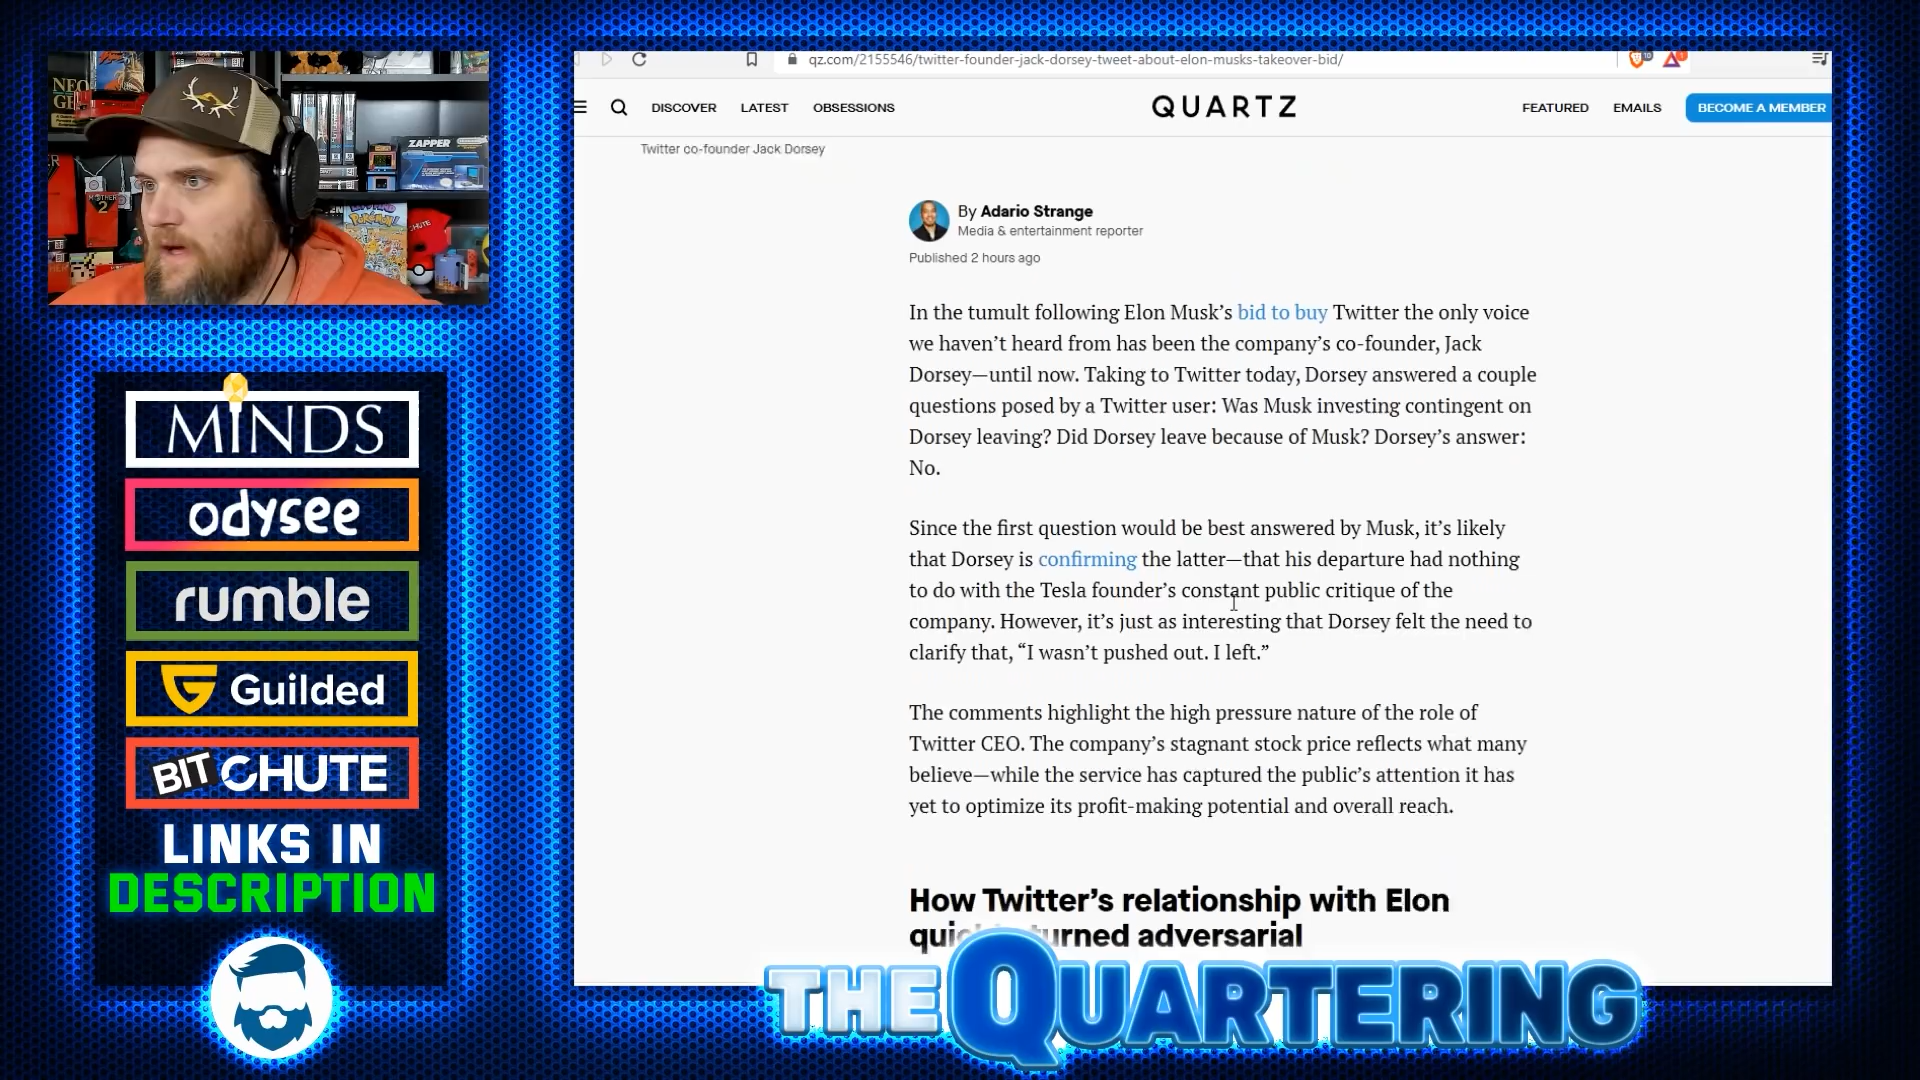 NEO
GE
MOTHER
2
ZAPPER
POKéMON!
CHUTE
MINDS
odysee
rumble
Guilded
BITCHUTE
LINKS IN
DESCRIPTION
qz.com/2155546/twitter-founder-jack-dorsey-tweet-about-elon-musks-takeover-bid/
DISCOVER LATEST OBSESSIONS
QUARTZ
FEATURED EMAILS BECOME A MEMBER
Twitter co-founder Jack Dorsey
By Adario Strange
Media & entertainment reporter
Published 2 hours ago
In the tumult following Elon Musk’s bid to buy Twitter the only voice
we haven’t heard from has been the company’s co-founder, Jack
Dorsey—until now. Taking to Twitter today, Dorsey answered a couple
questions posed by a Twitter user: Was Musk investing contingent on
Dorsey leaving? Did Dorsey leave because of Musk? Dorsey’s answer:
No.
Since the first question would be best answered by Musk, it’s likely
that Dorsey is confirming the latter—that his departure had nothing
to do with the Tesla founder’s constant public critique of the
company. However, it’s just as interesting that Dorsey felt the need to
clarify that, “I wasn’t pushed out. I left.”
The comments highlight the high pressure nature of the role of
Twitter CEO. The company’s stagnant stock price reflects what many
believe—while the service has captured the public’s attention it has
yet to optimize its profit-making potential and overall reach.
How Twitter’s relationship with Elon
turned adversarial
THE QUARTERING